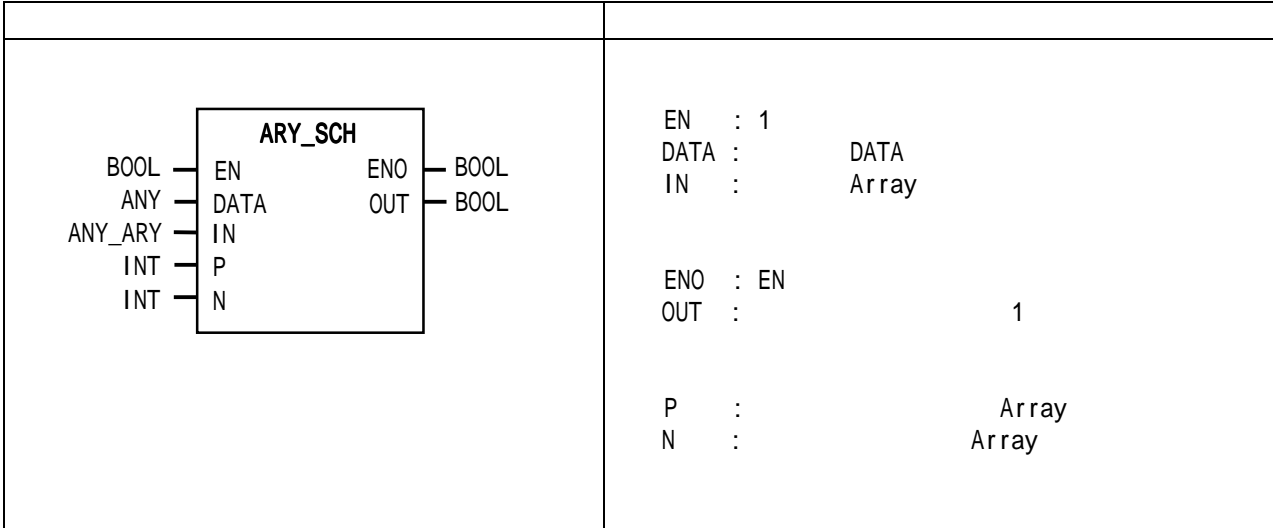 ARY_SCH
BOOL EN ENO BOOL
ANY DATA OUT BOOL
ANY_ARY IN
INT P
INT N
EN : 1
DATA : DATA
IN : Array
ENO : EN
OUT : 1
P : Array
N : Array